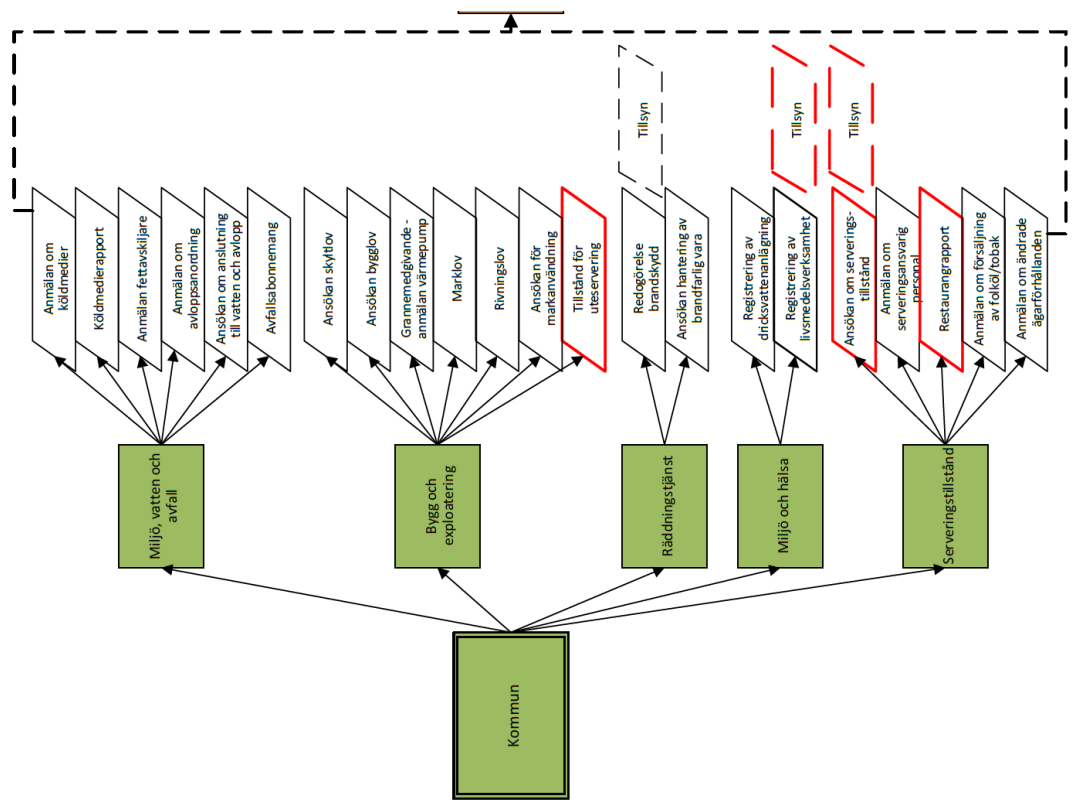 Kommun
Miljö, vatten och
avfall
Bygg och
exploatering
Räddningstjänst
Miljö och hälsa
Serveringstillstånd
Anmälan om
köldmedier
Köldmedierapport
Anmälan fettavskiljare
Anmälan om
avloppsanordning
Ansökan om anslutning
till vatten och avlopp
Avfallsabonnemang
Ansökan skyltlov
Ansökan bygglov
Grannemedgivande -
anmälan värmepump
Marklov
Rivningslov
Ansökan för
markanvändning
Tillstånd för
uteservering
Redogörelse
brandskydd
Ansökan hantering av
brandfarlig vara
Registrering av
dricksvattenanlägning
Registrering av
livsmedelsverksamhet
Ansökan om serverings-
tillstånd
Anmälan om
serveringsansvarig
personal
Restaurangrapport
Anmälan om försäljning
av folköl/tobak
Anmälan om ändrade
ägarförhållanden
Tillsyn
Tillsyn
Tillsyn